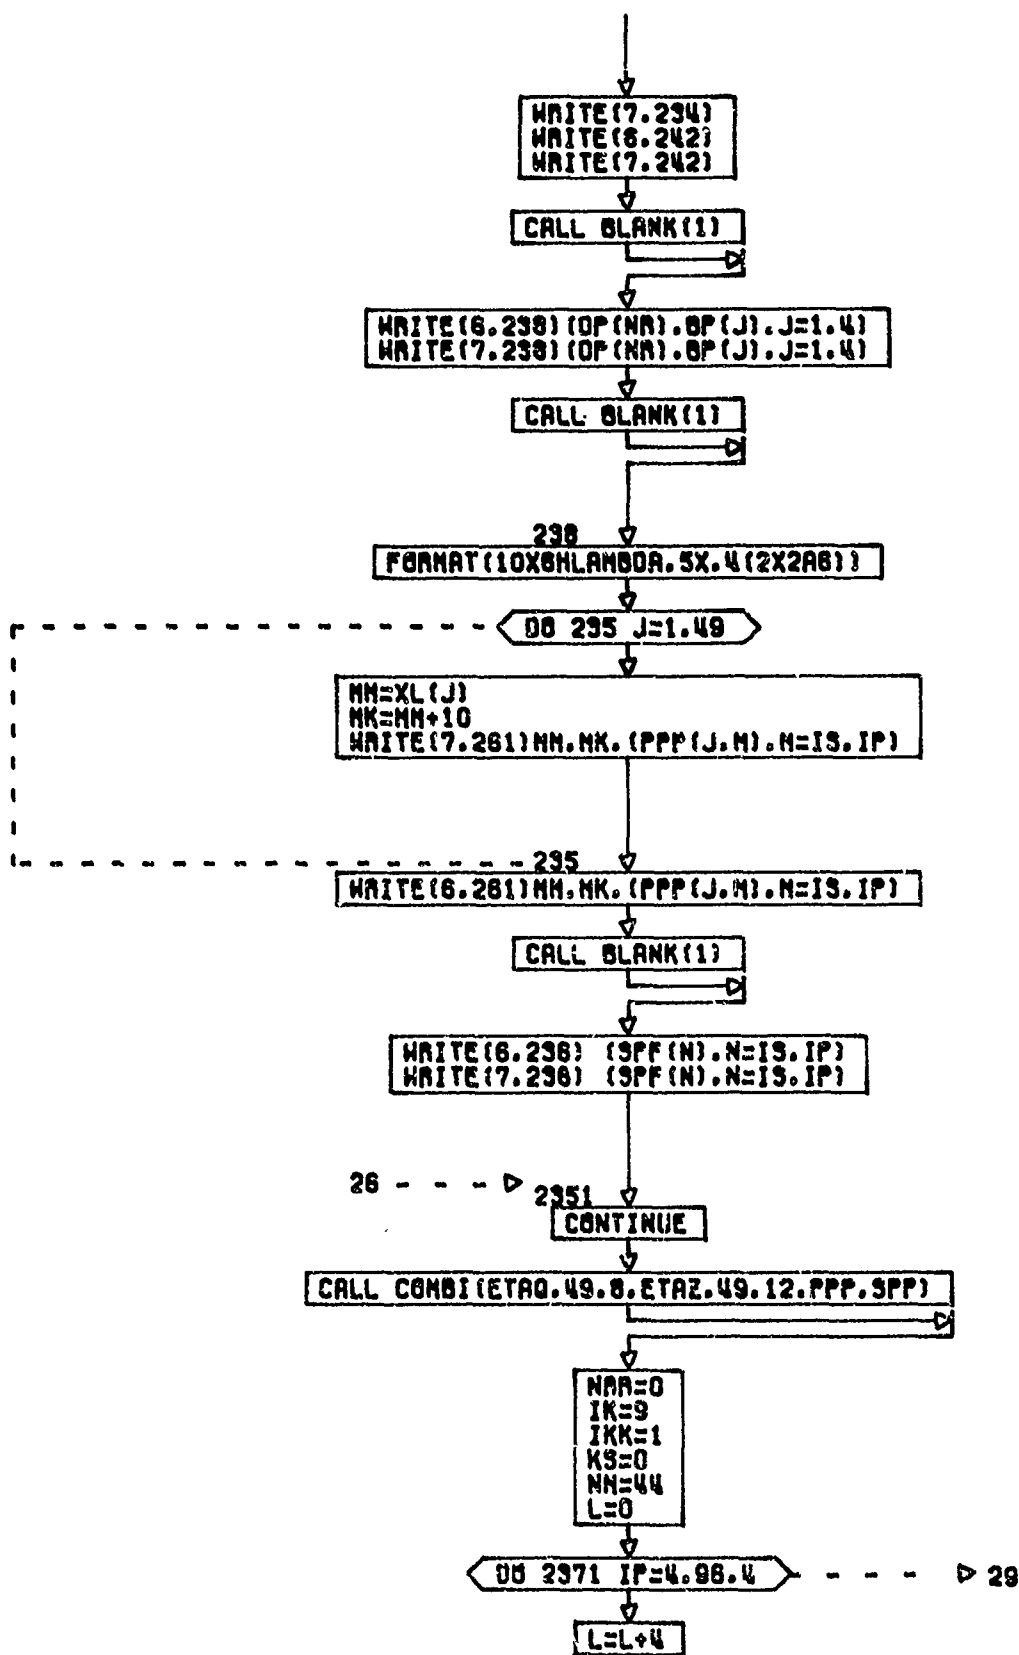 WRITE(7.234)
WRITE(6.242)
WRITE(7.242)
CALL BLANK(1)
WRITE(6.238)(OP(NR).BP(J).J=1.4)
WRITE(7.238)(OP(NR).BP(J).J=1.4)
CALL BLANK(1)
238
FORMAT(10X6HLAMBDA.5X.4(2X2A6))
DO 235 J=1.49
MM=XL(J)
MK=MM+10
WRITE(7.261)MM.MK.(PPP(J.M).M=IS.IP)
235
WRITE(6.261)MM.MK.(PPP(J.M).M=IS.IP)
CALL BLANK(1)
WRITE(6.236) (SPF(N).N=IS.IP)
WRITE(7.236) (SPF(N).N=IS.IP)
26
2351
CONTINUE
CALL COMBI(ETAQ.49.8.ETAZ.49.12.PPP.SPP)
NRR=0
IK=9
IKK=1
KS=0
NM=44
L=0
DO 2371 IP=4.96.4
29
L=L+4